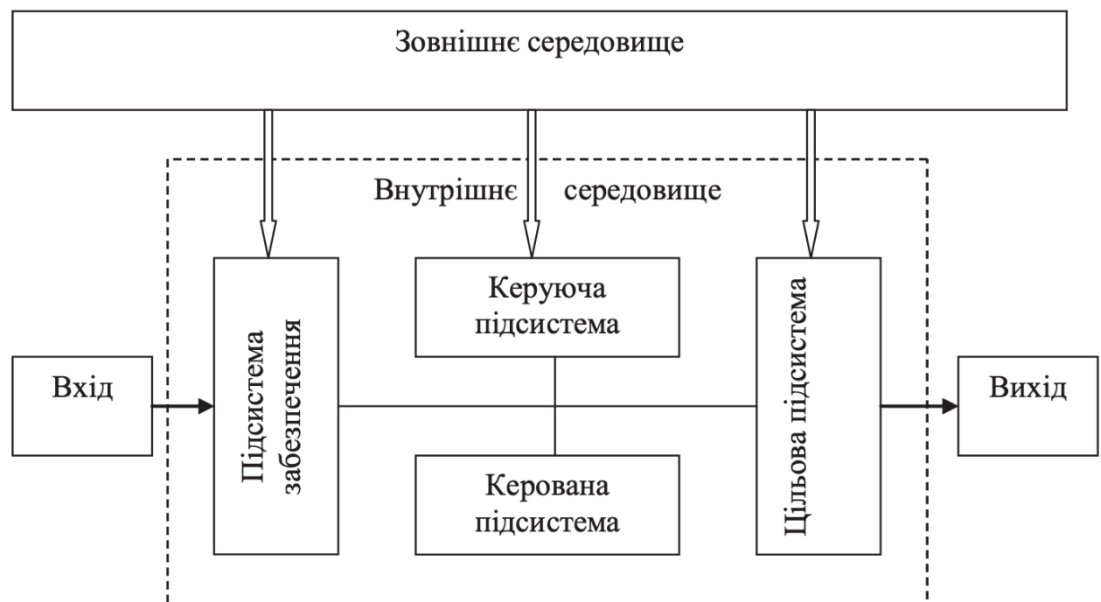 Зовнішнє середовище
Внутрішнє середовище
Керуюча
підсистема
Підсистема
забезпечення
Цільова підсистема
Вхід
Вихід
Керована
підсистема